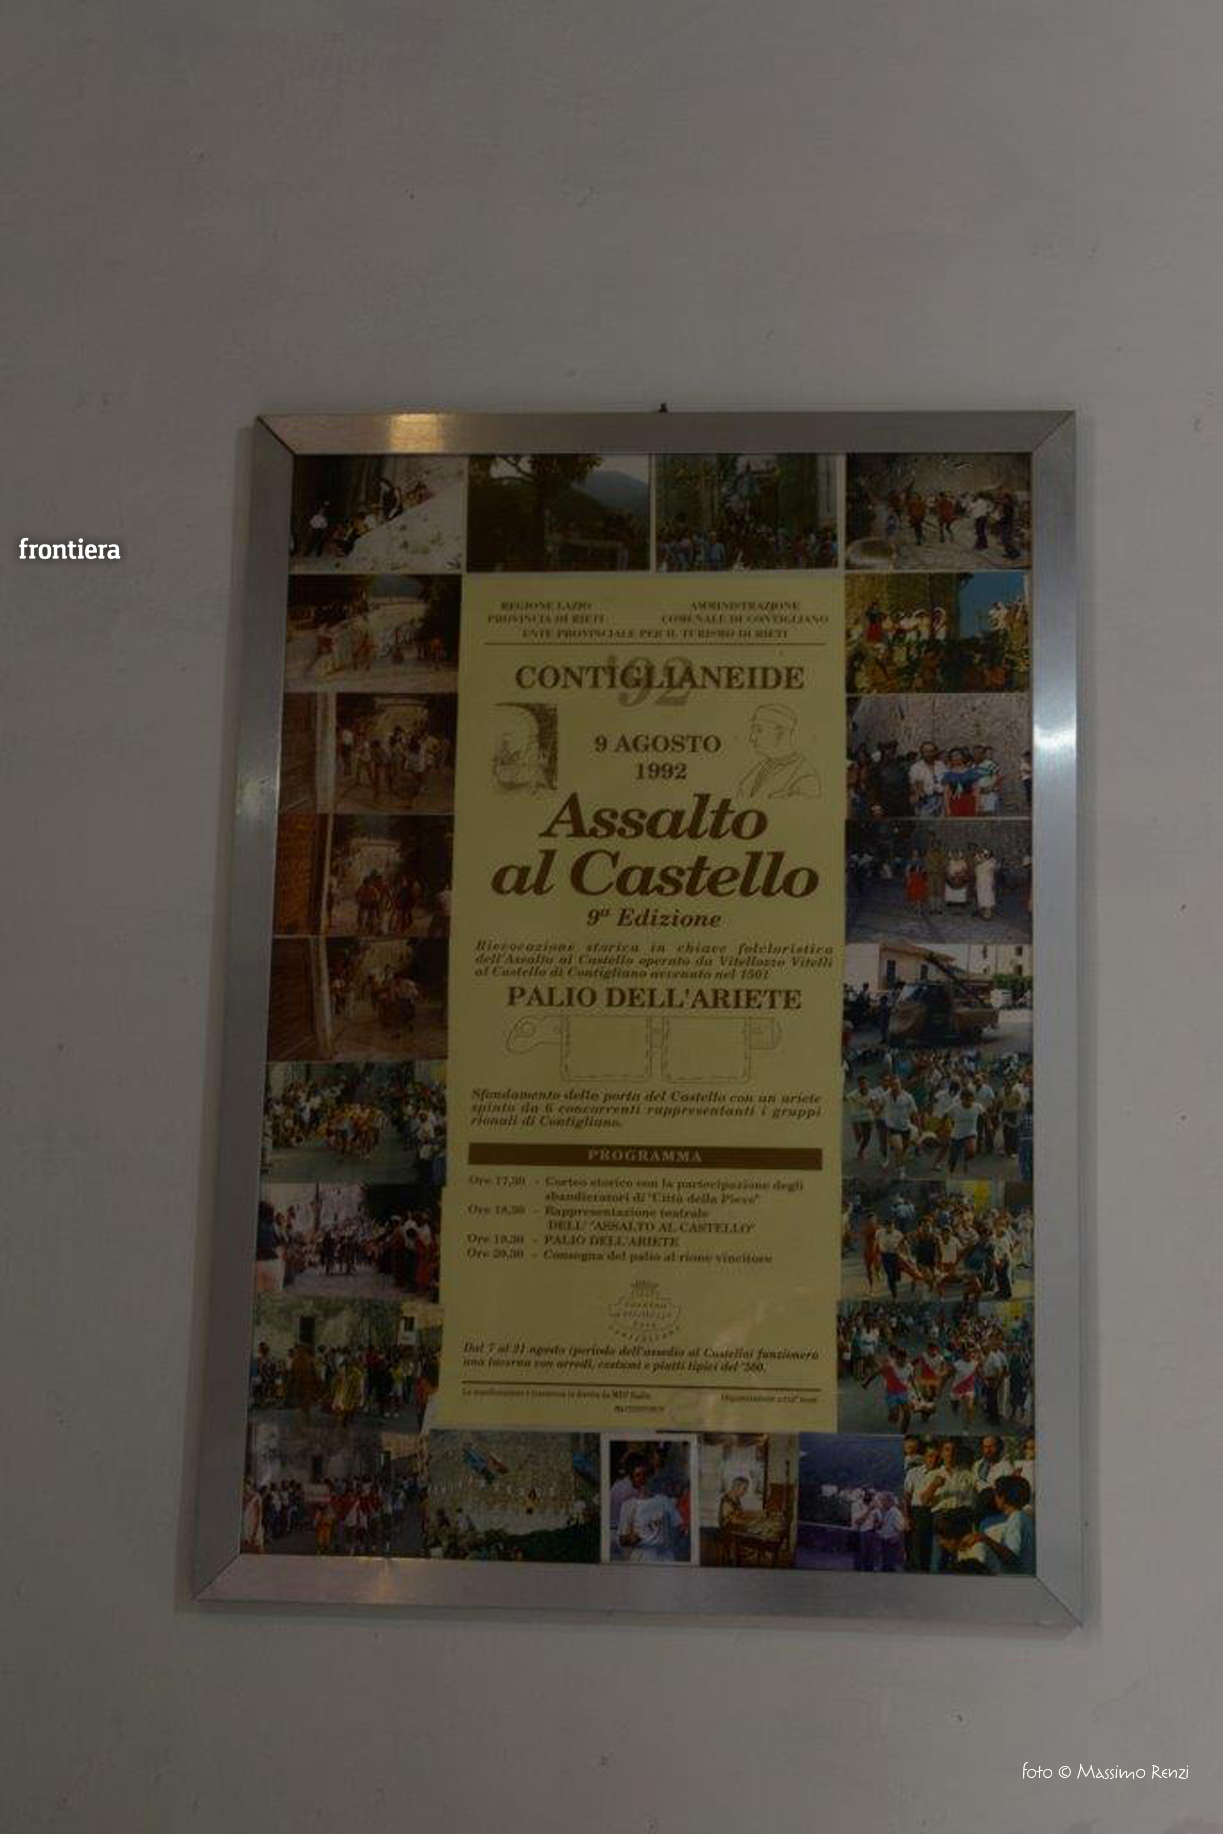 frontiera
REGIONE LAZIO
PROVINCIA DI RIETI
AMMINISTRAZIONE
COMUNALE DI CONTIGLIANO
ENTE PROVINCIALE PER IL TURISMO DI RIETI
'92
CONTIGLIANEIDE
9 AGOSTO
1992
Assalto
al Castello
9ª Edizione
Rievocazione storica in chiave folcloristica
dell'Assalto al Castello operato da Vitellozzo Vitelli
al Castello di Contigliano avvenuto nel 1501
PALIO DELL'ARIETE
Sfondamento della porta del Castello con un ariete
spinto da 6 concorrenti rappresentanti i gruppi
rionali di Contigliano.
PROGRAMMA
Ore 17,30 - Corteo storico con la partecipazione degli
sbandieratori di "Città della Pieve"
Ore 18,30 - Rappresentazione teatrale
DELL' "ASSALTO AL CASTELLO"
Ore 19,30 - PALIO DELL'ARIETE
Ore 20,30 - Consegna del palio al rione vincitore
Dal 7 al 21 agosto (periodo dell'assedio al Castello) funzionerà
una taverna con arredi, costumi e piatti tipici del '500.
foto © Massimo Renzi